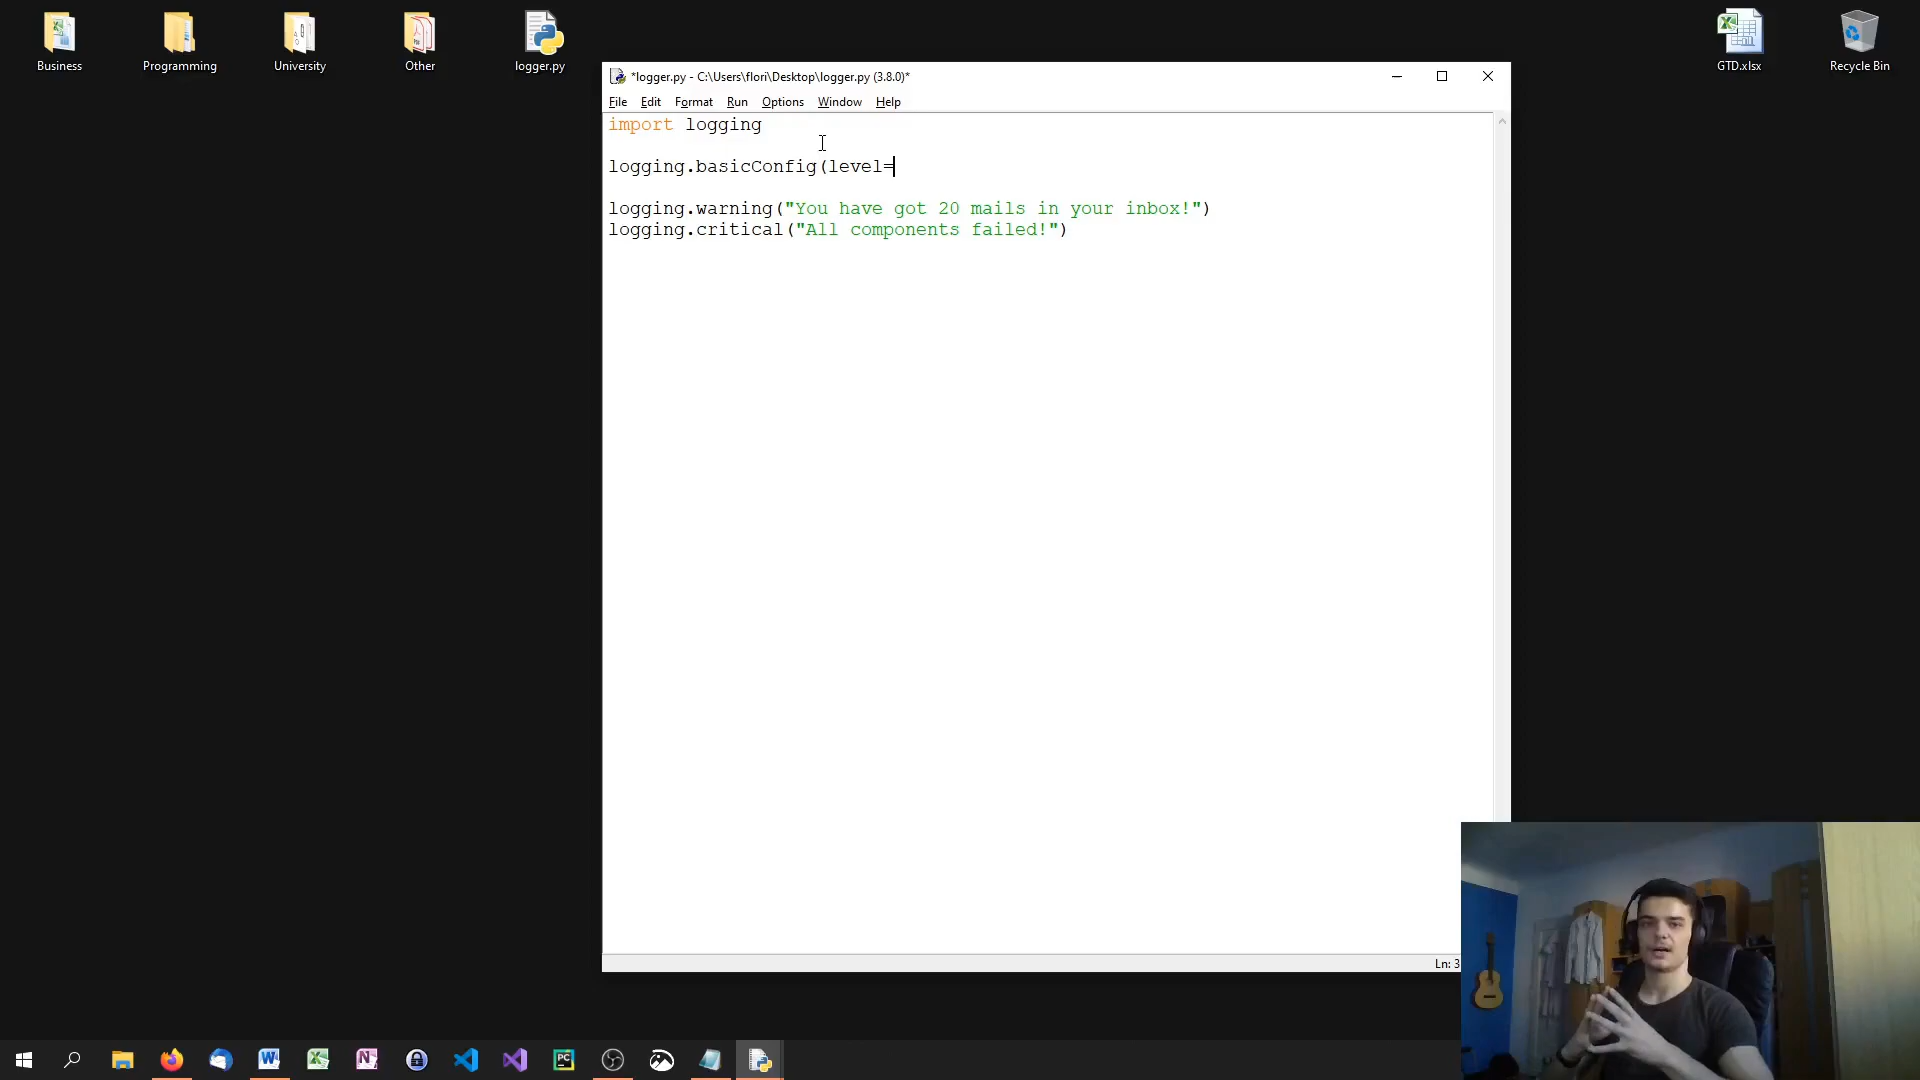 Business
Programming
University
Other
logger.py
GTD.xlsx
Recycle Bin
*logger.py - C:\Users\flori\Desktop\logger.py (3.8.0)*
File Edit Format Run Options Window Help
import logging
logging.basicConfig(level=
logging.warning("You have got 20 mails in your inbox!")
logging.critical("All components failed!")
Ln: 3